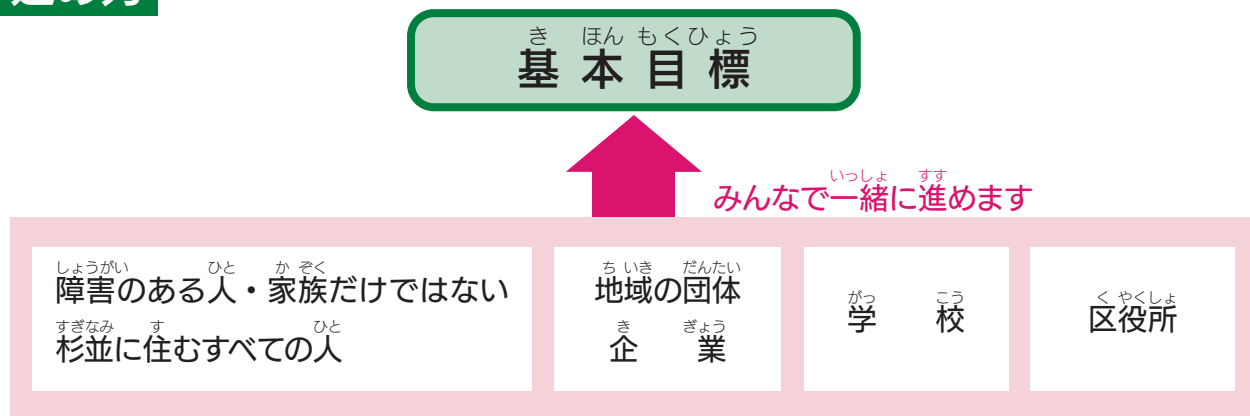 進め方
き ほん もくひょう
基本目標
いっしょ すす
みんなで一緒に進めます
しょうがい ひと か ぞく
障害のある人・家族だけではない
すぎなみ す ひと
杉並に住むすべての人
ち いき だんたい
地域の団体
き ぎょう
企 業
がっ こう
学 校
く やくしょ
区役所